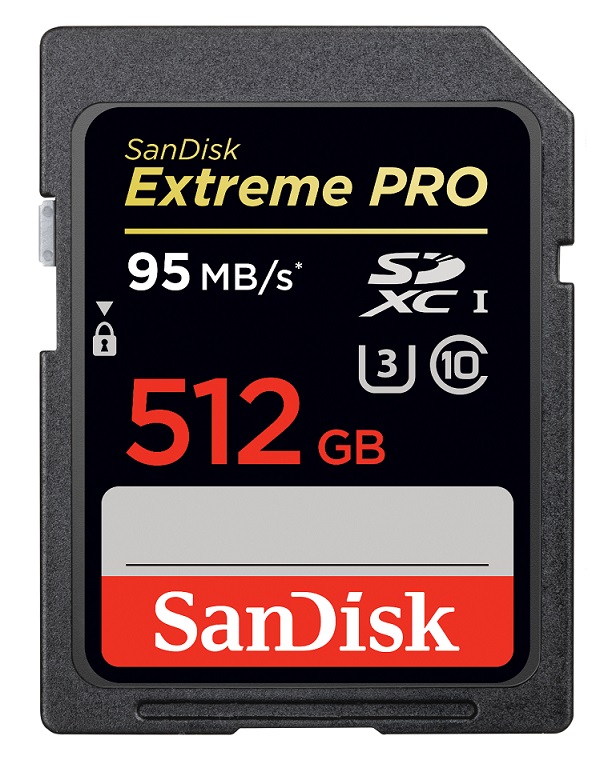 SanDisk
Extreme PRO
95 MB/s*
SD
XC I
3 10
512 GB
SanDisk